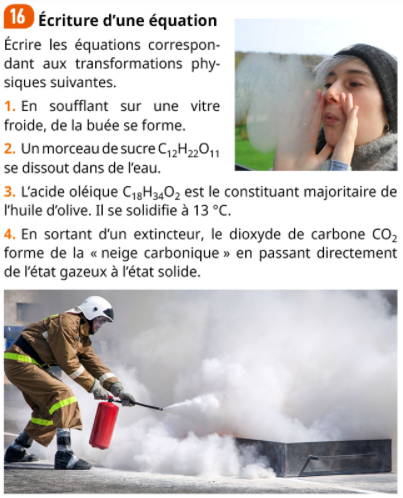 16 Écriture d'une équation
Écrire les équations correspon-
dant aux transformations phy-
siques suivantes.
1. En soufflant sur une vitre
froide, de la buée se forme.
2. Un morceau de sucre C₁₂H₂₂O₁₁
se dissout dans de l'eau.
3. L'acide oléique C₁₈H₃₄O₂ est le constituant majoritaire de
l'huile d'olive. Il se solidifie à 13 °C.
4. En sortant d'un extincteur, le dioxyde de carbone CO₂
forme de la « neige carbonique » en passant directement
de l'état gazeux à l'état solide.